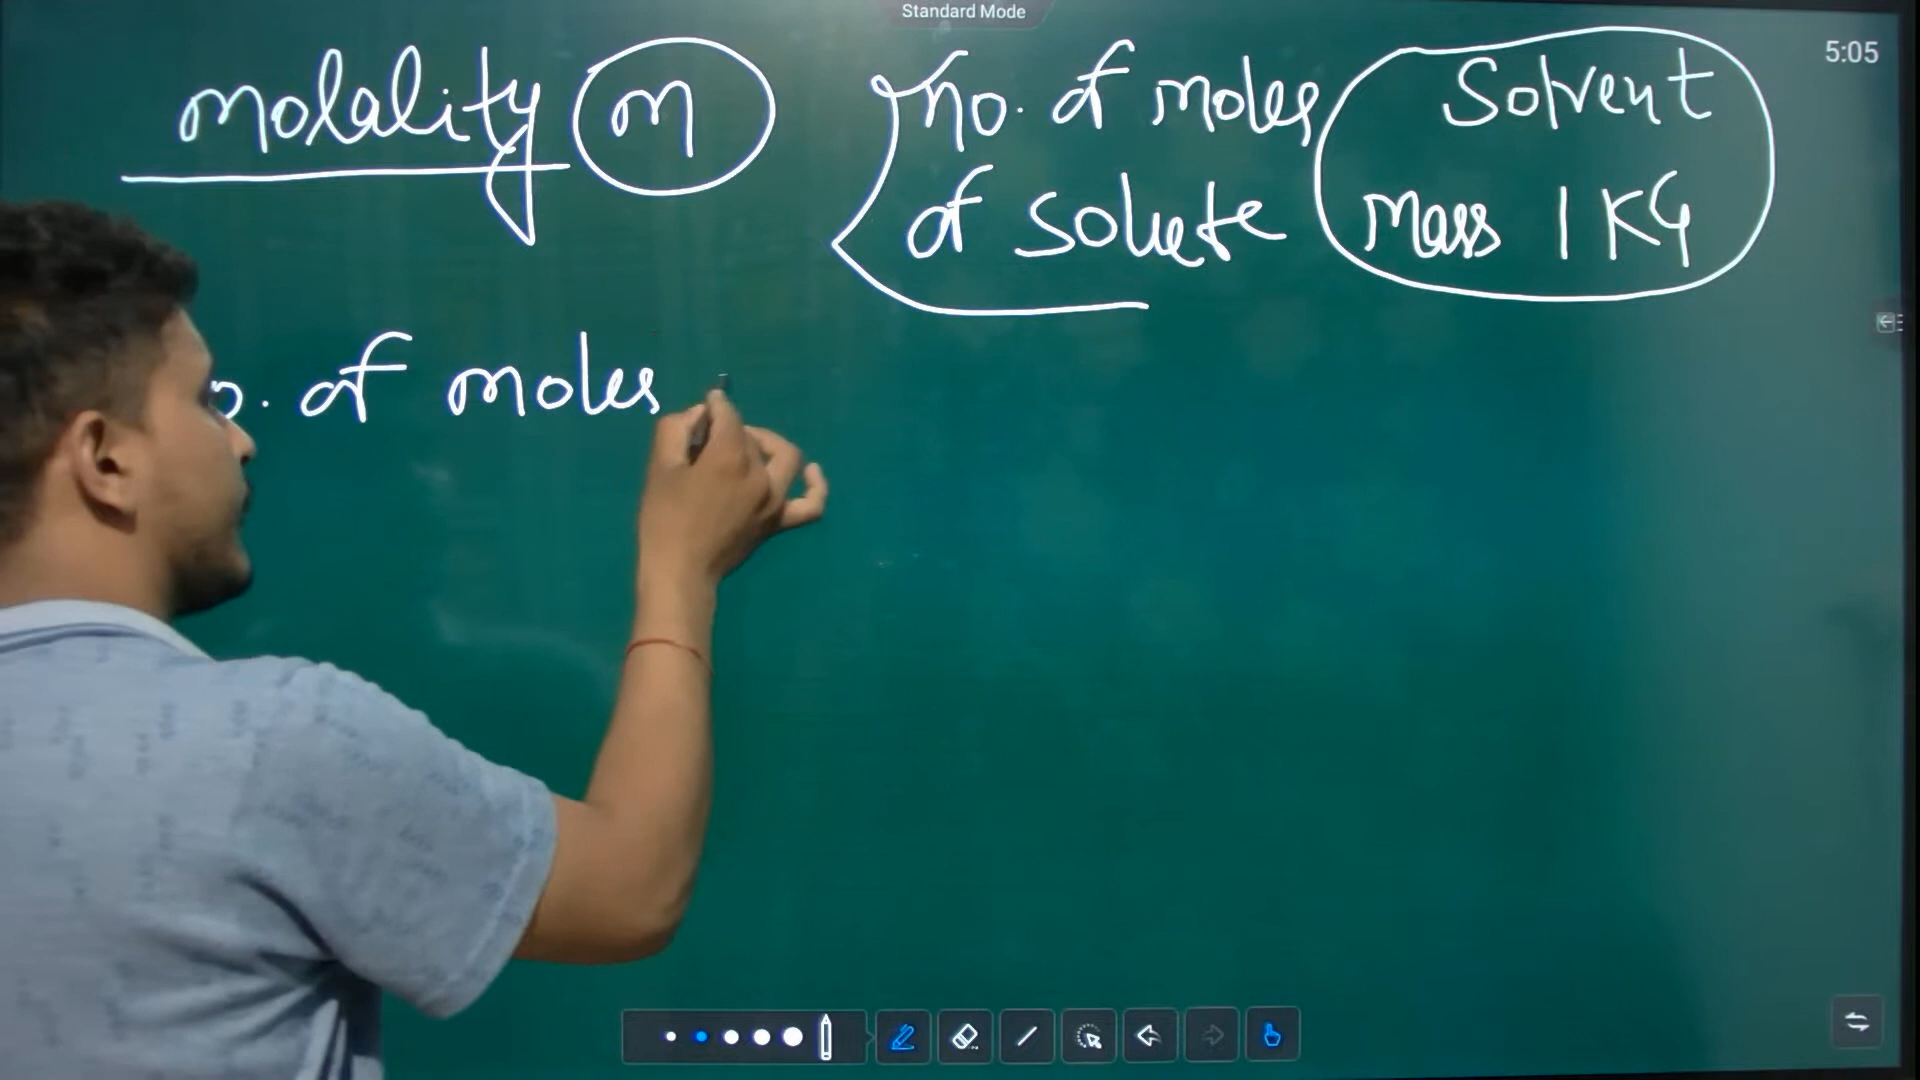 Standard Mode
5:05
molality m
no. of moles
of solute
Solvent
mass 1 KG
o. of moles